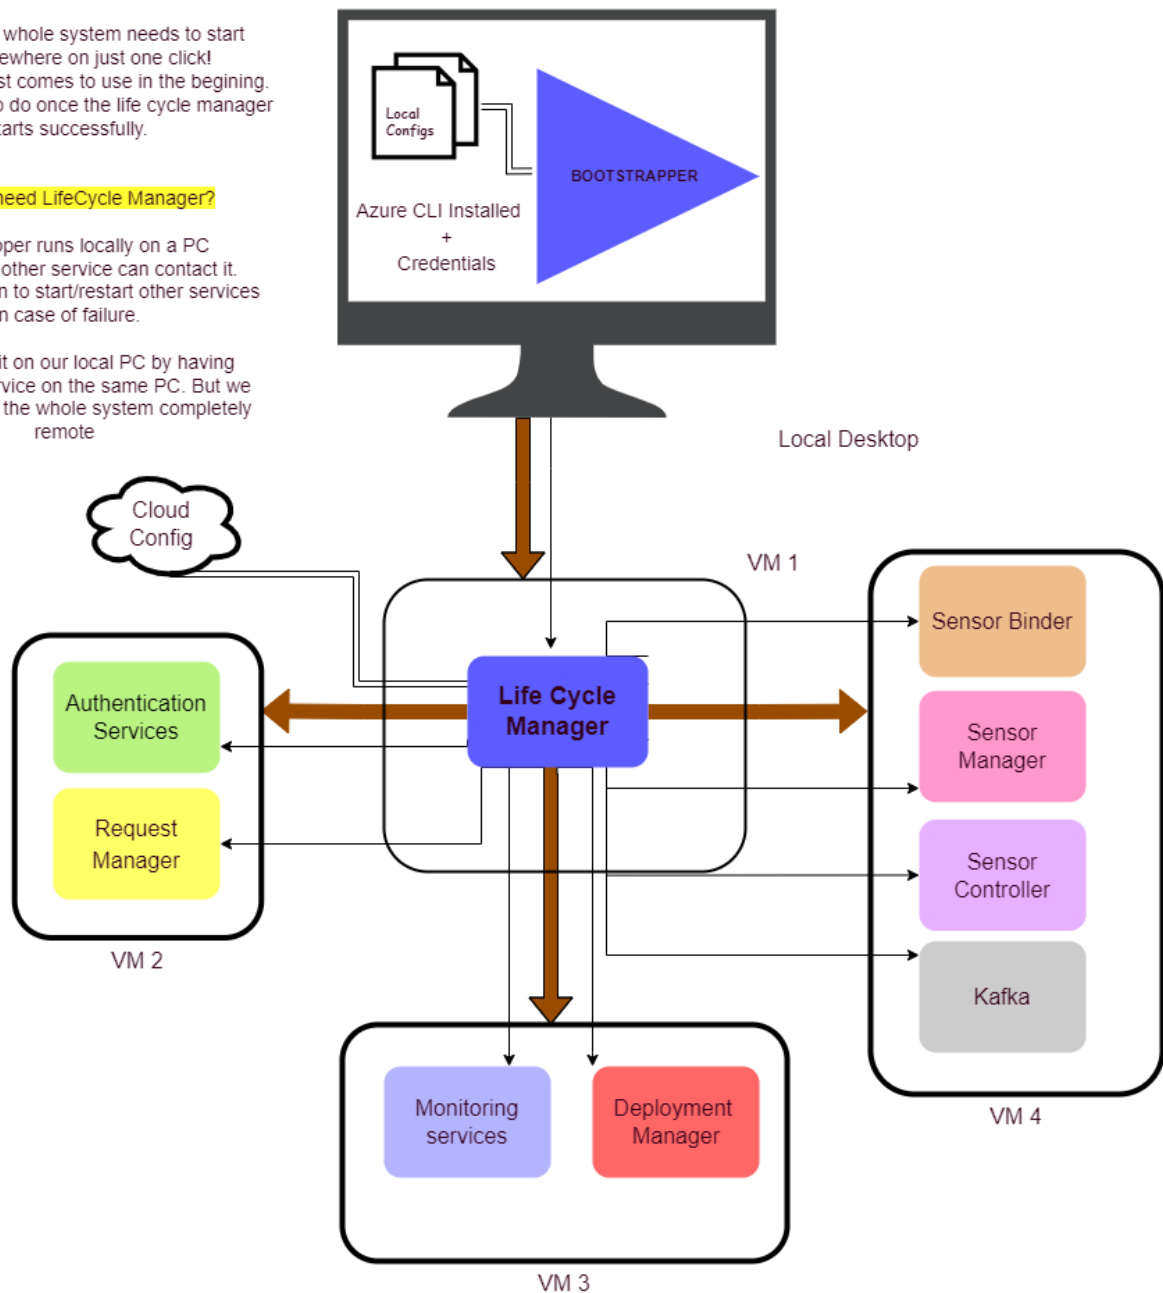 whole system needs to start
ewhere on just one click!
st comes to use in the begining.
o do once the life cycle manager
tarts successfully.
need LifeCycle Manager?
pper runs locally on a PC
other service can contact it.
n to start/restart other services
n case of failure.
it on our local PC by having
rvice on the same PC. But we
the whole system completely
remote
Local
Configs
BOOTSTRAPPER
Azure CLI Installed
+
Credentials
Local Desktop
Cloud
Config
VM 1
Life Cycle
Manager
Authentication
Services
Request
Manager
VM 2
Sensor Binder
Sensor
Manager
Sensor
Controller
Kafka
VM 4
Monitoring
services
Deployment
Manager
VM 3